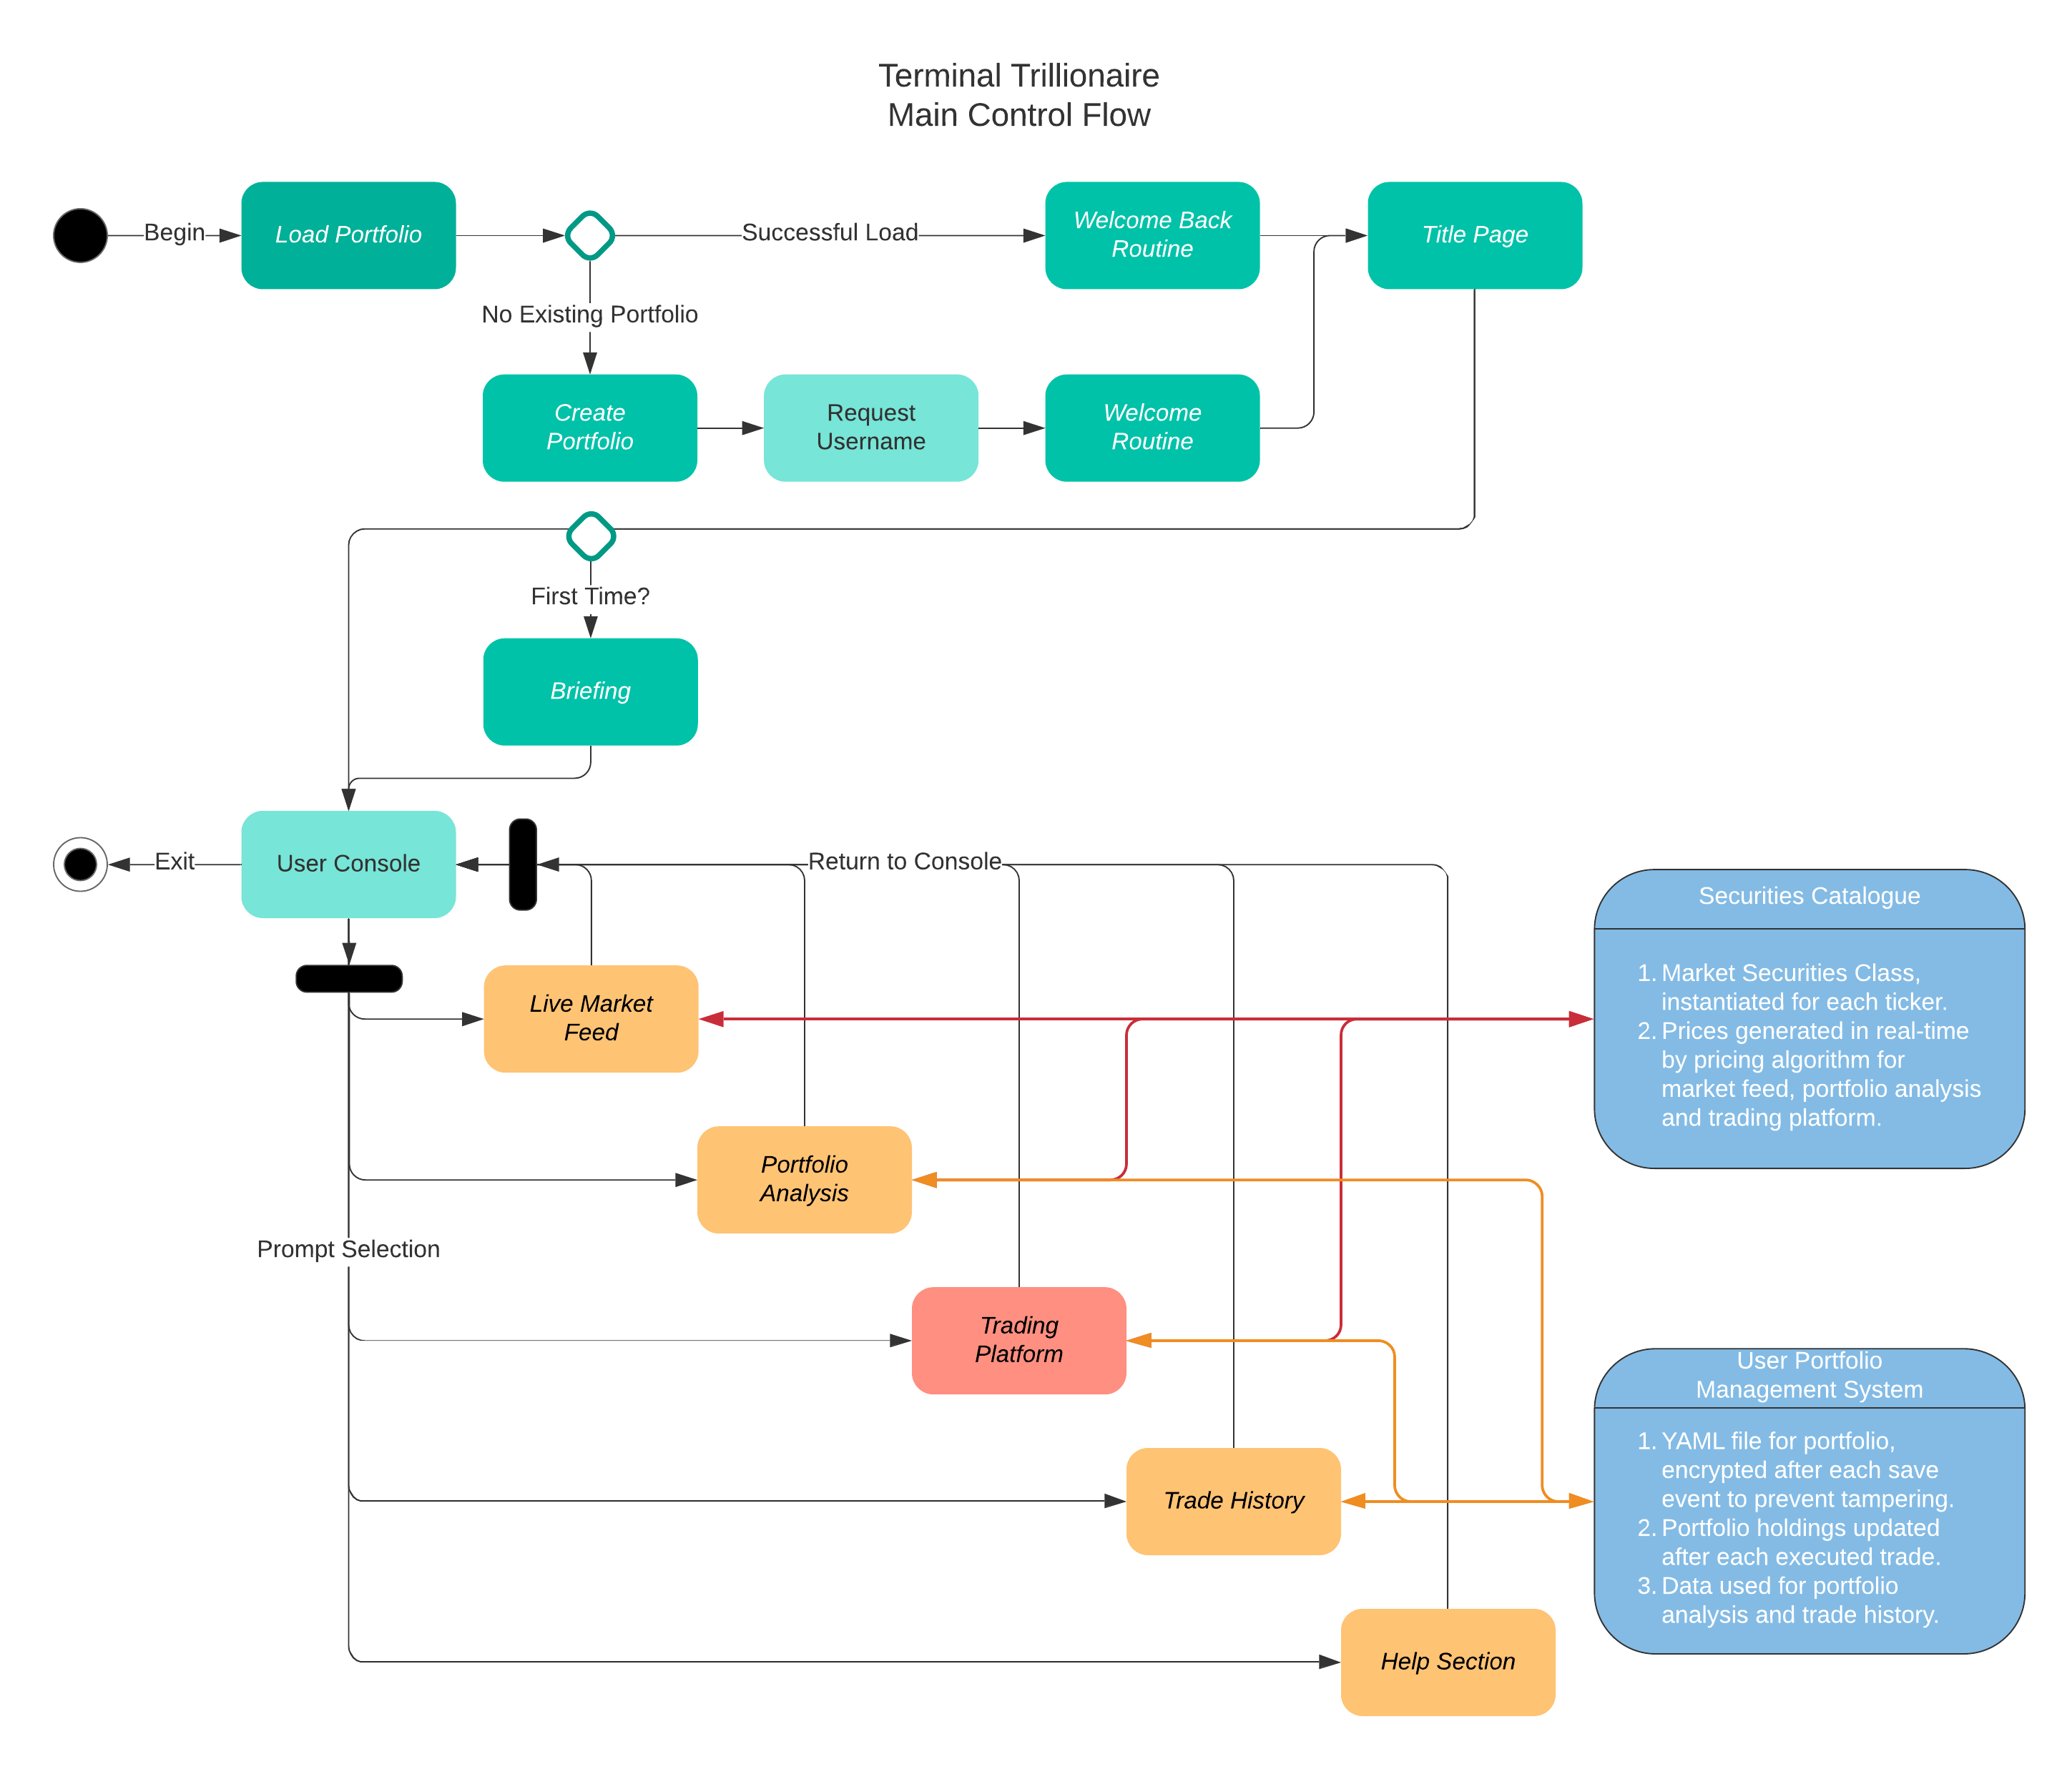 Terminal Trillionaire
Main Control Flow
Begin
Load Portfolio
Successful Load
Welcome Back
Routine
Title Page
No Existing Portfolio
Create
Portfolio
Request
Username
Welcome
Routine
First Time?
Briefing
Exit
User Console
Return to Console
Securities Catalogue
1. Market Securities Class,
instantiated for each ticker.
2. Prices generated in real-time
by pricing algorithm for
market feed, portfolio analysis
and trading platform.
Live Market
Feed
Portfolio
Analysis
Prompt Selection
Trading
Platform
User Portfolio
Management System
1. YAML file for portfolio,
encrypted after each save
event to prevent tampering.
2. Portfolio holdings updated
after each executed trade.
3. Data used for portfolio
analysis and trade history.
Trade History
Help Section